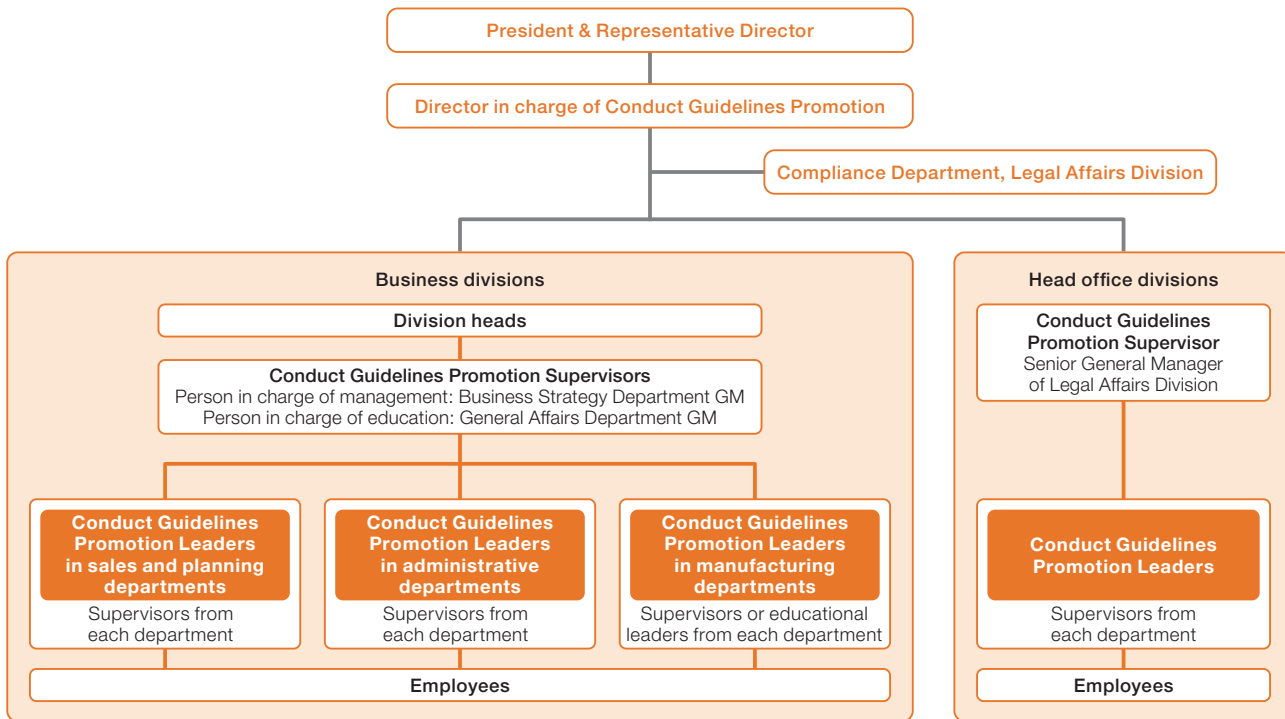 President & Representative Director
Director in charge of Conduct Guidelines Promotion
Compliance Department, Legal Affairs Division
Business divisions
Division heads
Conduct Guidelines Promotion Supervisors
Person in charge of management: Business Strategy Department GM
Person in charge of education: General Affairs Department GM
Conduct Guidelines
Promotion Leaders
in sales and planning
departments
Supervisors from
each department
Conduct Guidelines
Promotion Leaders
in administrative
departments
Supervisors from
each department
Conduct Guidelines
Promotion Leaders
in manufacturing
departments
Supervisors or educational
leaders from each department
Employees
Head office divisions
Conduct Guidelines
Promotion Supervisor
Senior General Manager
of Legal Affairs Division
Conduct Guidelines
Promotion Leaders
Supervisors from
each department
Employees